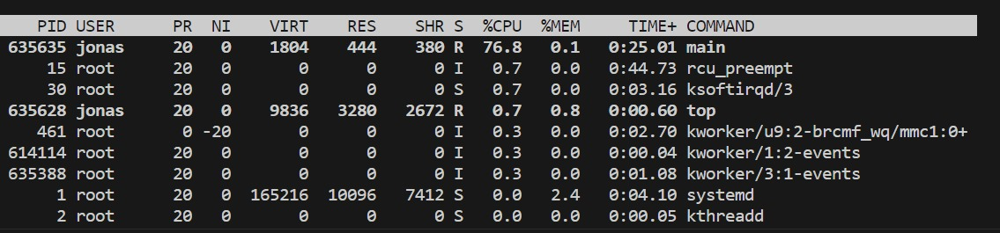 PID USER PR NI VIRT RES SHR S %CPU %MEM TIME+ COMMAND
635635 jonas 20 0 1804 444 380 R 76.8 0.1 0:25.01 main
15 root 20 0 0 0 0 I 0.7 0.0 0:44.73 rcu_preempt
30 root 20 0 0 0 0 S 0.7 0.0 0:03.16 ksoftirqd/3
635628 jonas 20 0 9836 3280 2672 R 0.7 0.8 0:00.60 top
461 root 0 -20 0 0 0 I 0.3 0.0 0:02.70 kworker/u9:2-brcmf_wq/mmc1:0+
614114 root 20 0 0 0 0 I 0.3 0.0 0:00.04 kworker/1:2-events
635388 root 20 0 0 0 0 I 0.3 0.0 0:01.08 kworker/3:1-events
1 root 20 0 165216 10096 7412 S 0.0 2.4 0:04.10 systemd
2 root 20 0 0 0 0 S 0.0 0.0 0:00.05 kthreadd